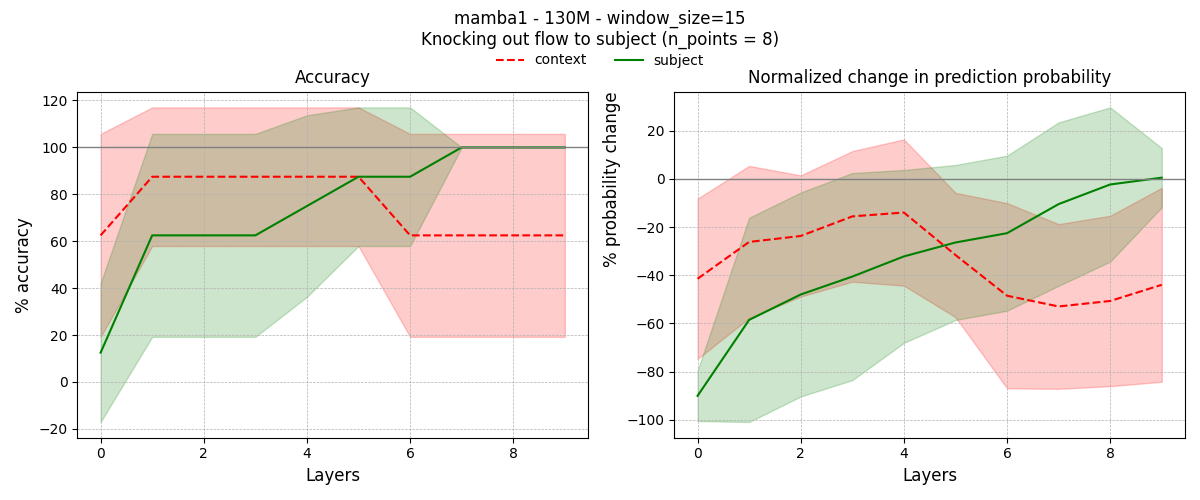 mamba1 - 130M - window_size=15
Knocking out flow to subject (n_points = 8)
context subject
Accuracy
% accuracy
120
100
80
60
40
20
0
−20
0 2 4 6 8
Layers
Normalized change in prediction probability
% probability change
20
0
−20
−40
−60
−80
−100
0 2 4 6 8
Layers